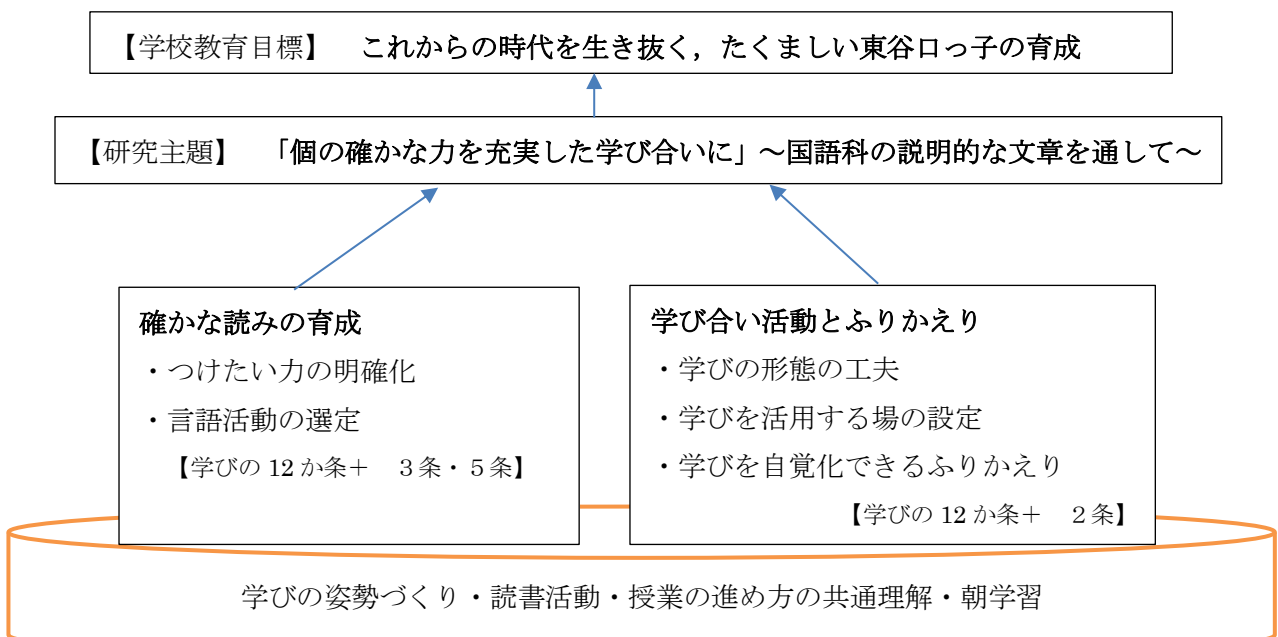 【学校教育目標】　これからの時代を生き抜く，たくましい東谷口っ子の育成
【研究主題】　「個の確かな力を充実した学び合いに」～国語科の説明的な文章を通して～
確かな読みの育成
・つけたい力の明確化
・言語活動の選定
【学びの 12 か条＋　３条・５条】
学び合い活動とふりかえり
・学びの形態の工夫
・学びを活用する場の設定
・学びを自覚化できるふりかえり
【学びの 12 か条＋　２条】
学びの姿勢づくり・読書活動・授業の進め方の共通理解・朝学習